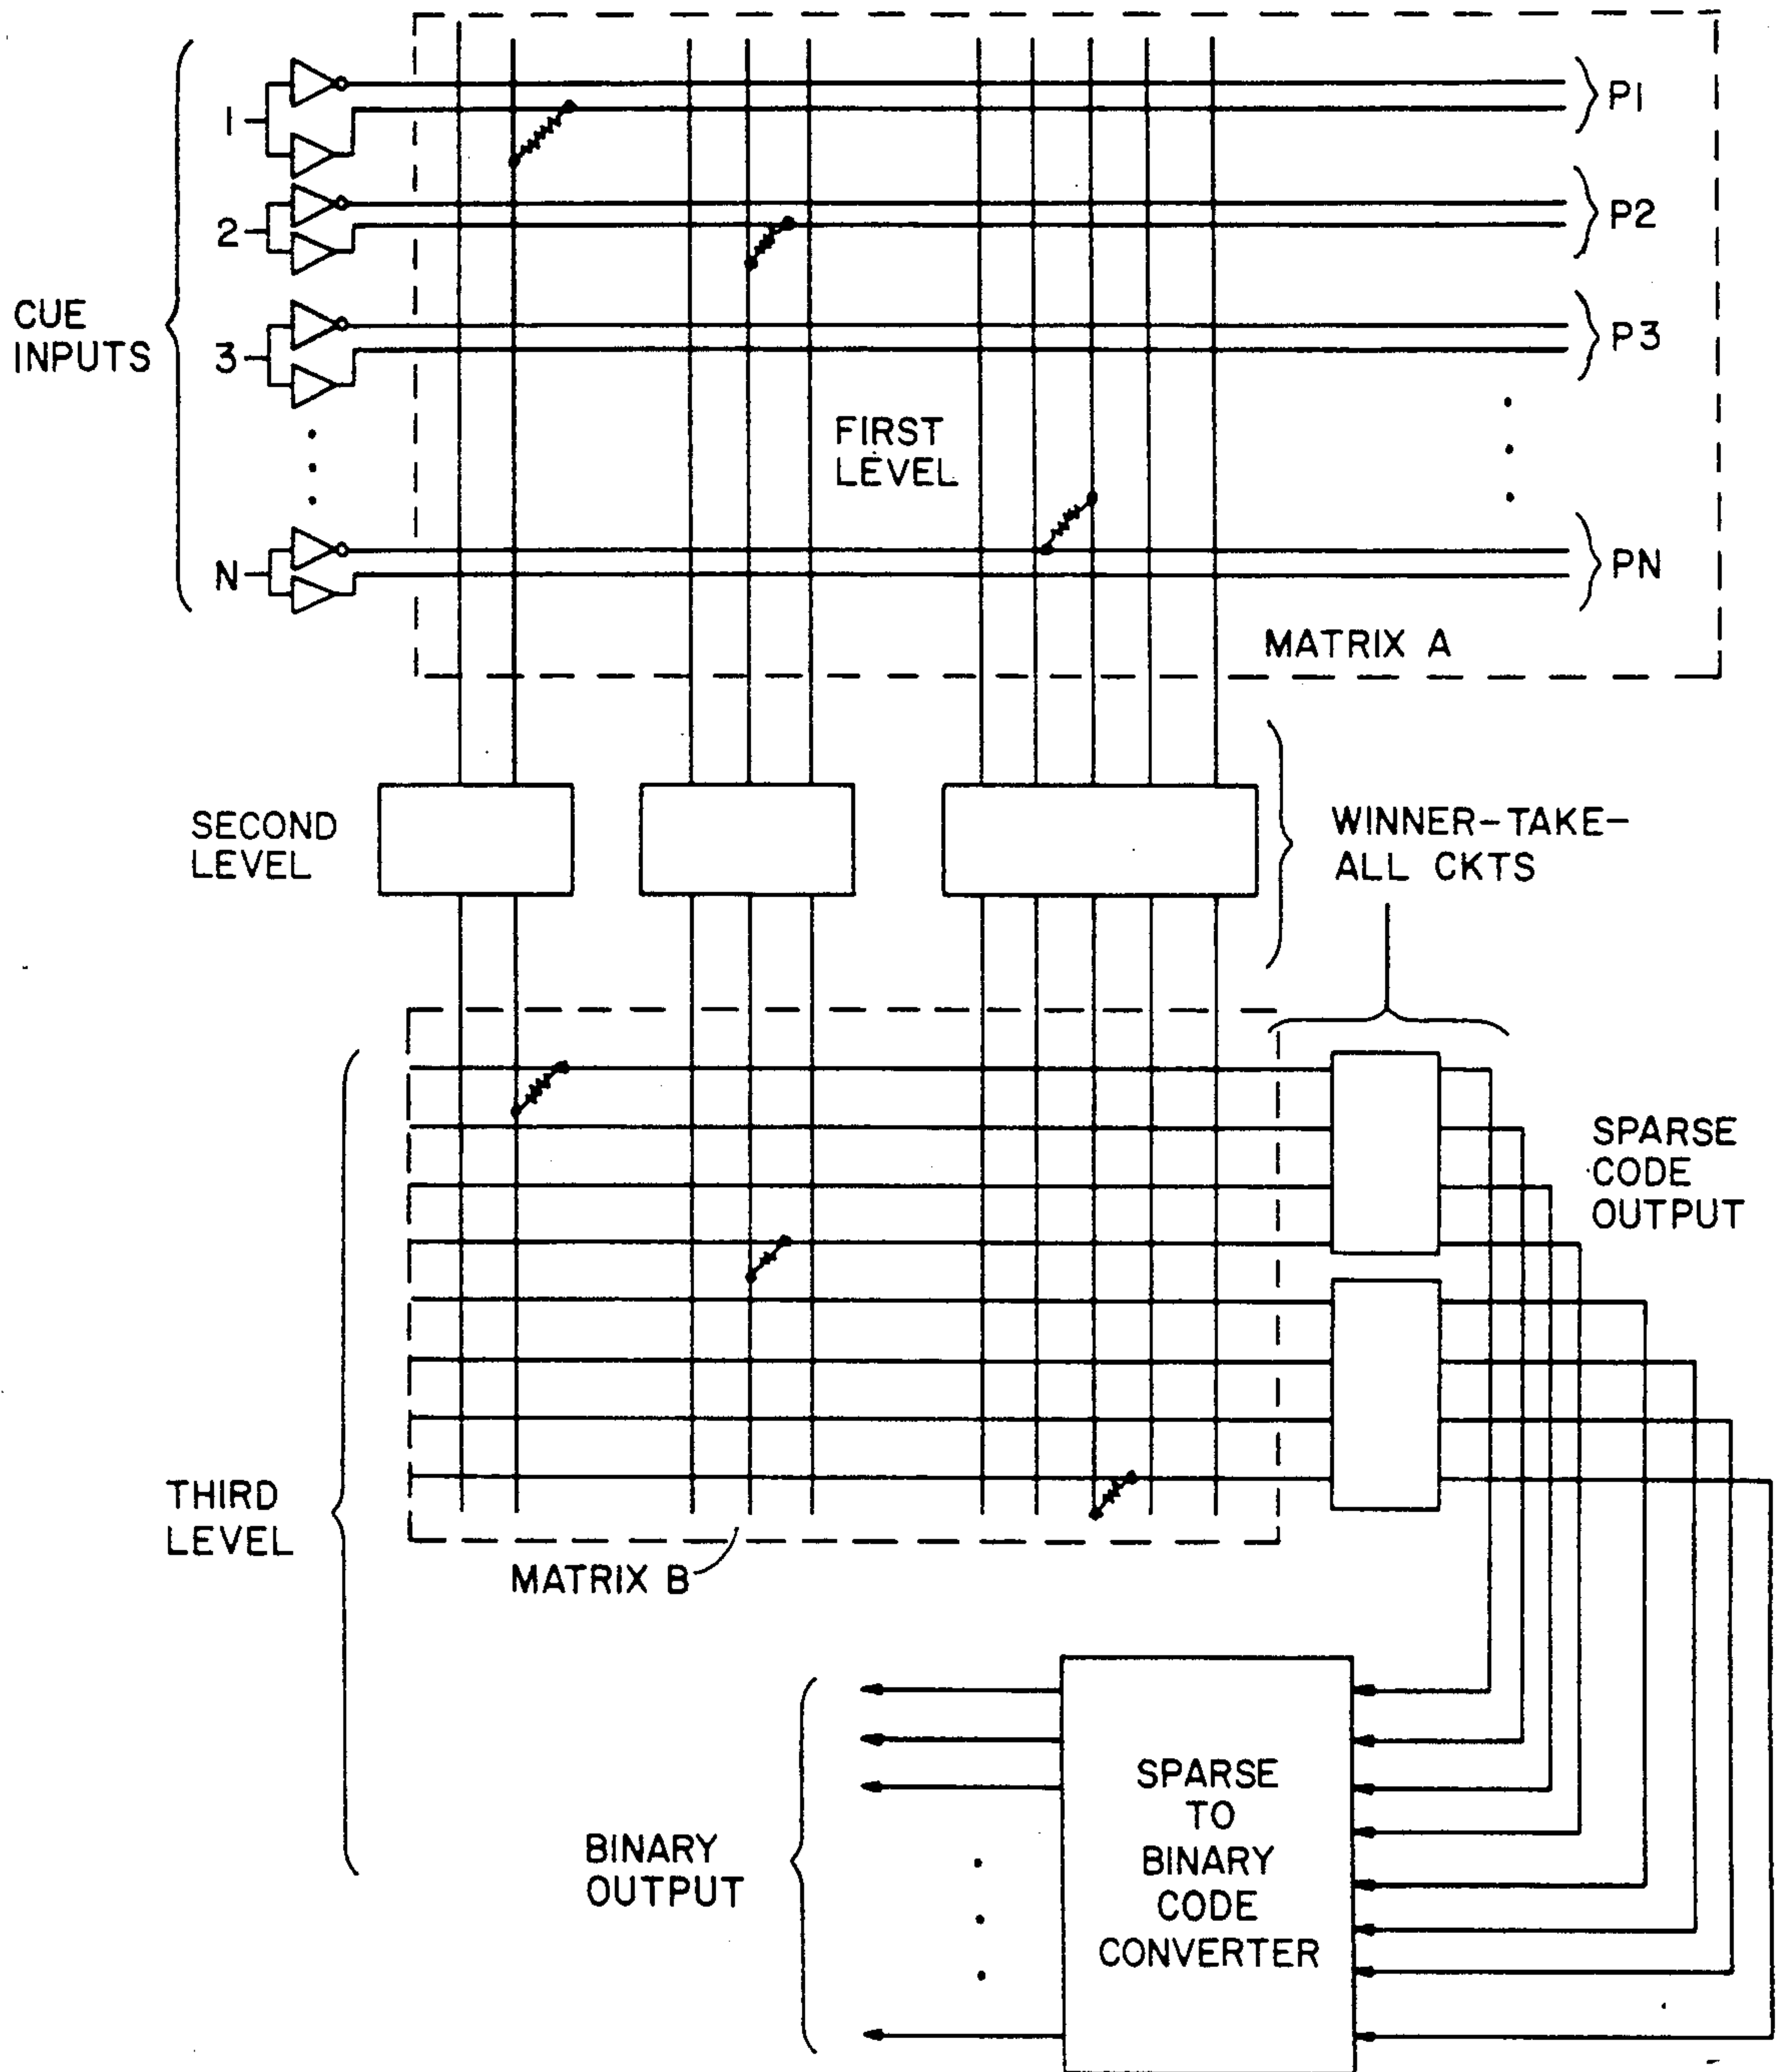 CUE
INPUTS
1
2
3
N
P1
P2
P3
PN
FIRST
LEVEL
MATRIX A
SECOND
LEVEL
WINNER-TAKE-
ALL CKTS
SPARSE
CODE
OUTPUT
THIRD
LEVEL
MATRIX B
BINARY
OUTPUT
SPARSE
TO
BINARY
CODE
CONVERTER